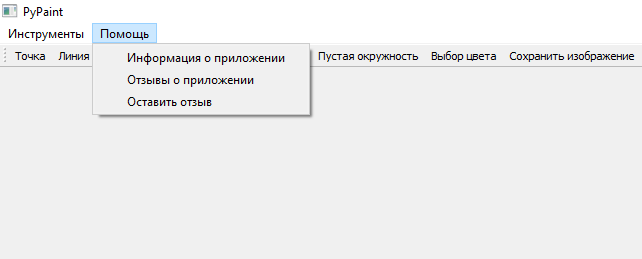 PyPaint
Инструменты Помощь
Точка Линия Пустая окружность Выбор цвета Сохранить изображение
Информация о приложении
Отзывы о приложении
Оставить отзыв